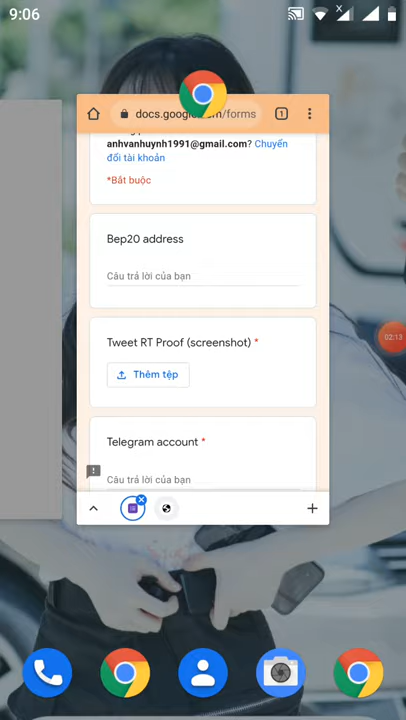 9:06
docs.google.com/forms
anhvanhuynh1991@gmail.com? Chuyển
đổi tài khoản
*Bắt buộc
Bep20 address
Câu trả lời của bạn
Tweet RT Proof (screenshot) *
Thêm tệp
02:13
Telegram account *
Câu trả lời của bạn